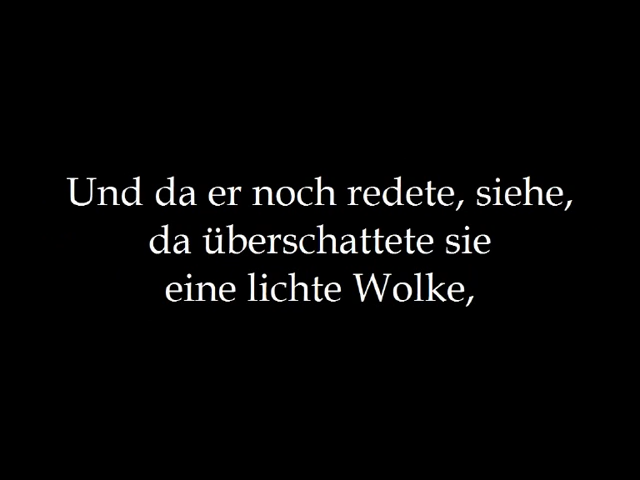 Und da er noch redete, siehe,
da überschattete sie
eine lichte Wolke,